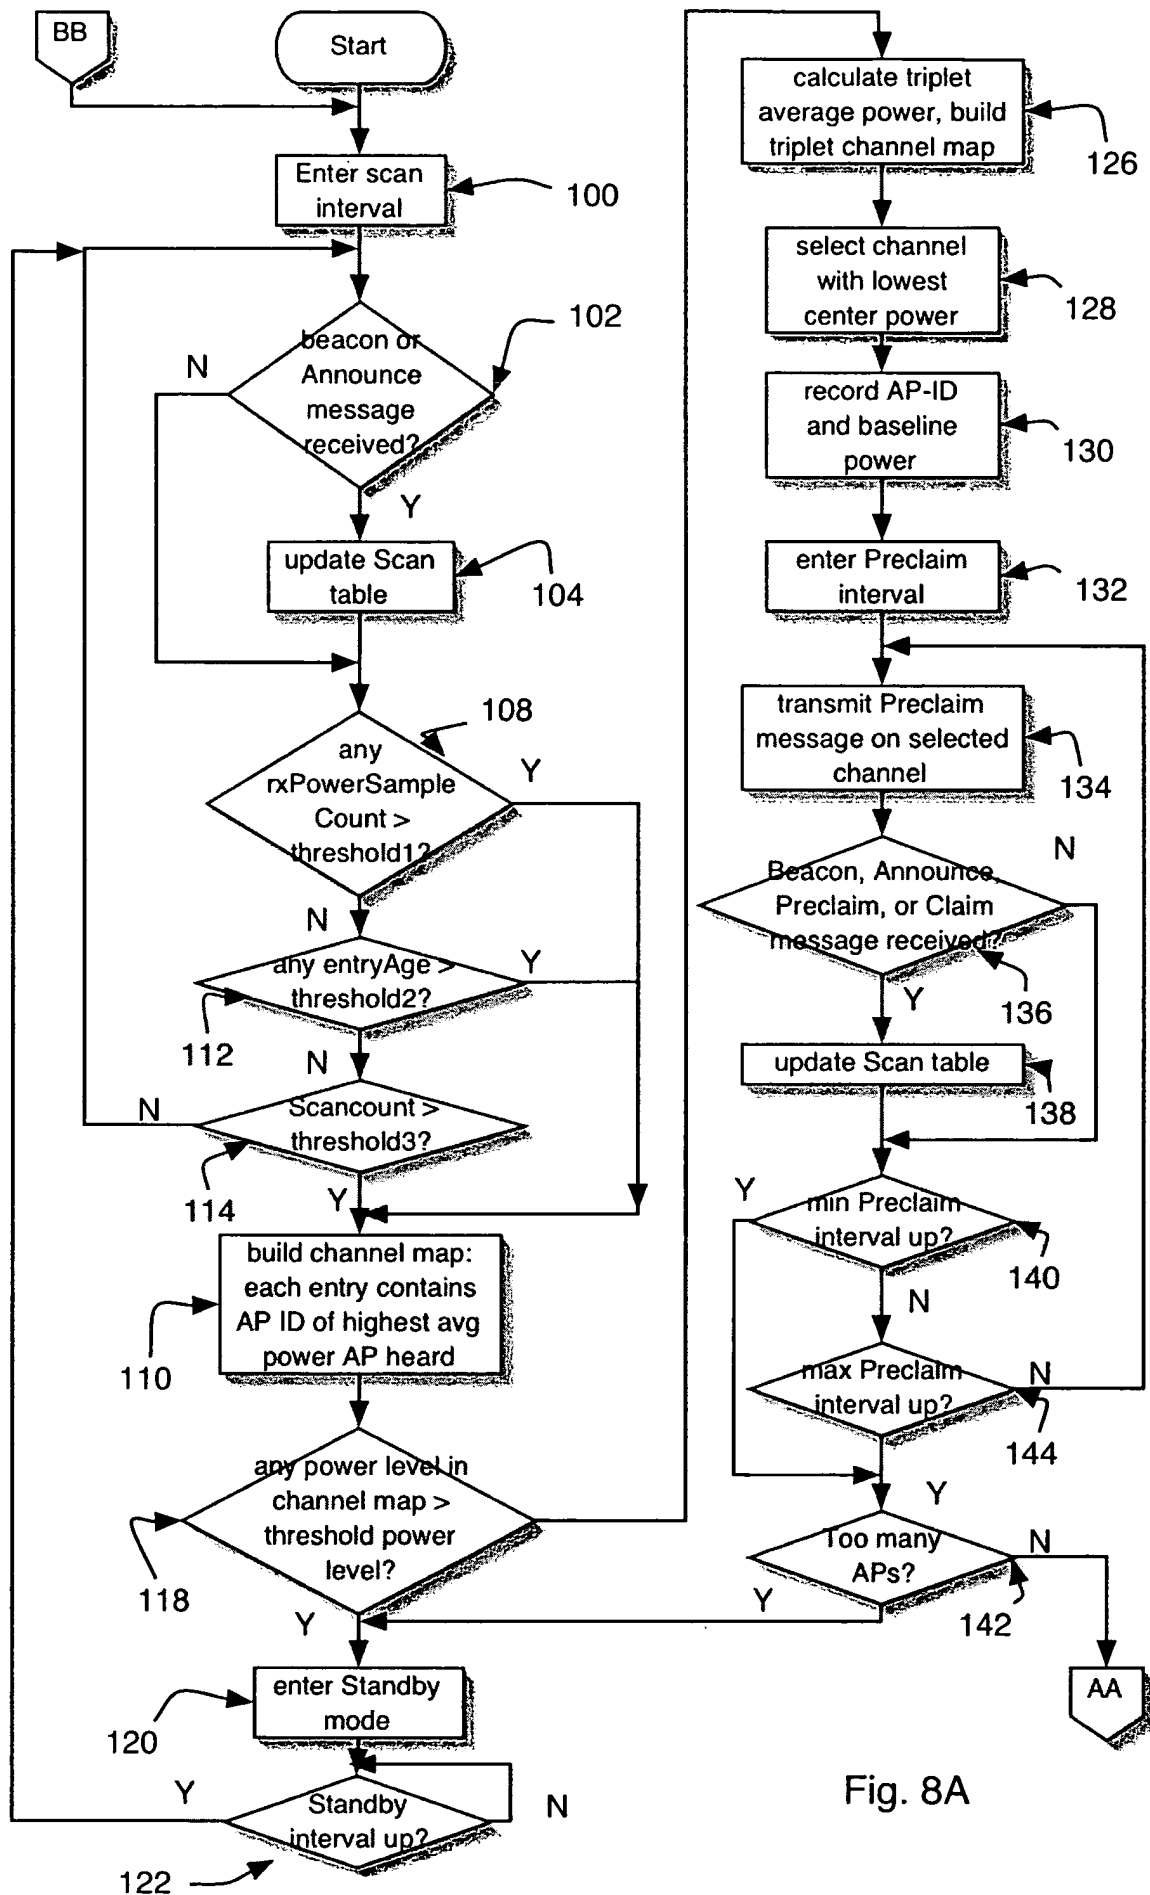 BB
Start
Enter scan
interval
100
beacon or
Announce
message
received?
102
N
Y
update Scan
table
104
any
rxPowerSample
Count >
threshold1?
108
Y
N
any entryAge >
threshold2?
Y
112
N
Scancount >
threshold3?
N
114
Y
build channel map:
each entry contains
AP ID of highest avg
power AP heard
110
any power level in
channel map >
threshold power
level?
118
Y
enter Standby
mode
120
Standby
interval up?
Y
N
122
calculate triplet
average power, build
triplet channel map
126
select channel
with lowest
center power
128
record AP-ID
and baseline
power
130
enter Preclaim
interval
132
transmit Preclaim
message on selected
channel
134
Beacon, Announce,
Preclaim, or Claim
message received?
N
136
Y
update Scan table
138
min Preclaim
interval up?
Y
140
N
max Preclaim
interval up?
N
144
Y
Too many
APs?
N
Y
142
AA
Fig. 8A